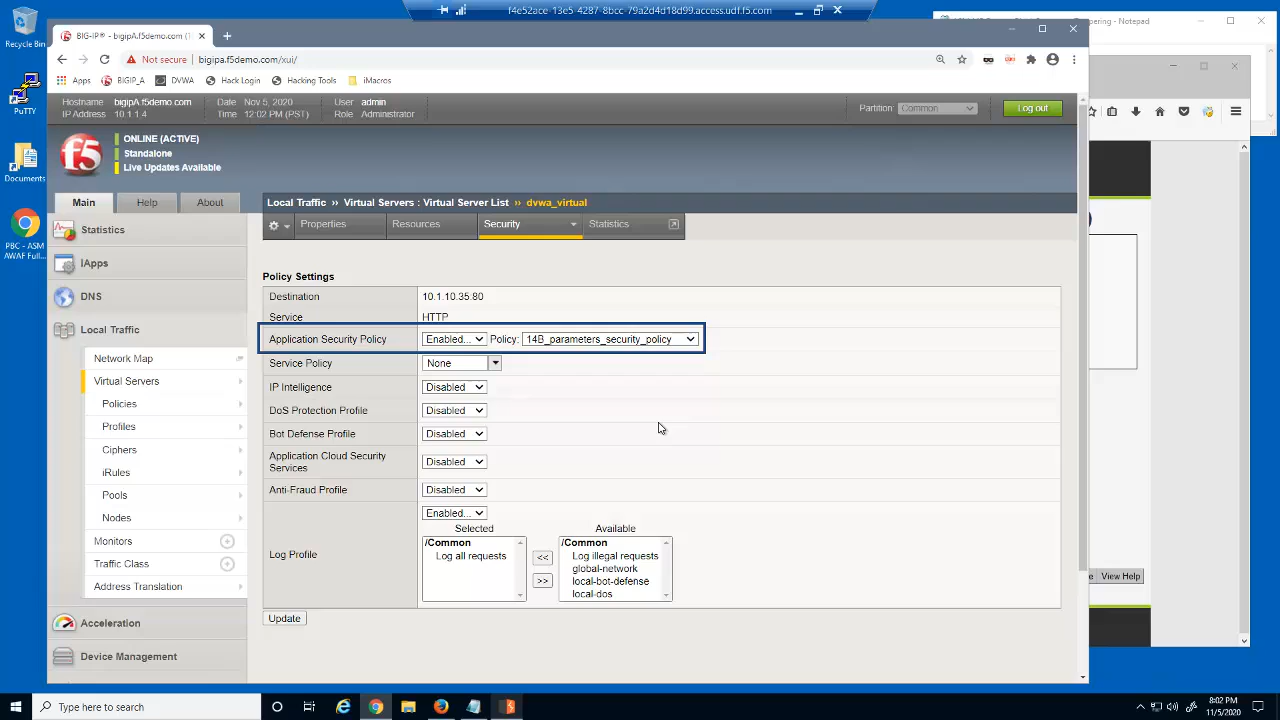 f4e52ace-13e5-4287-8bcc-79a2d4d18d99.access.udf.f5.com
Recycle Bin
PuTTY
Documents
PBC - ASM
AWAF Full...
- Notepad
BIG-IP® - bigipA.f5demo.com (1
Not secure
bigipa.f5demo.com/xui/
Apps
BIGIP_A
DVWA
Hack Login
Hacking Tools
iMacros
Hostname bigipA.f5demo.com
IP Address 10.1.1.4
Date Nov 5, 2020
Time 12:02 PM (PST)
User admin
Role Administrator
Partition: Common
Log out
f5
ONLINE (ACTIVE)
Standalone
Live Updates Available
Main
Help
About
Local Traffic ›› Virtual Servers : Virtual Server List ›› dvwa_virtual
Properties
Resources
Security
Statistics
Statistics
iApps
DNS
Local Traffic
Network Map
Virtual Servers
Policies
Profiles
Ciphers
iRules
Pools
Nodes
Monitors
Traffic Class
Address Translation
Acceleration
Device Management
Policy Settings
Destination 10.1.10.35:80
Service HTTP
Application Security Policy Enabled... Policy: 14B_parameters_security_policy
Service Policy None
IP Intelligence Disabled
DoS Protection Profile Disabled
Bot Defense Profile Disabled
Application Cloud Security
Services
Disabled
Anti-Fraud Profile Disabled
Log Profile
Enabled...
Selected
/Common
Log all requests
<<
>>
Available
/Common
Log illegal requests
global-network
local-bot-defense
local-dos
Update
View Help
Type here to search
8:02 PM
11/5/2020